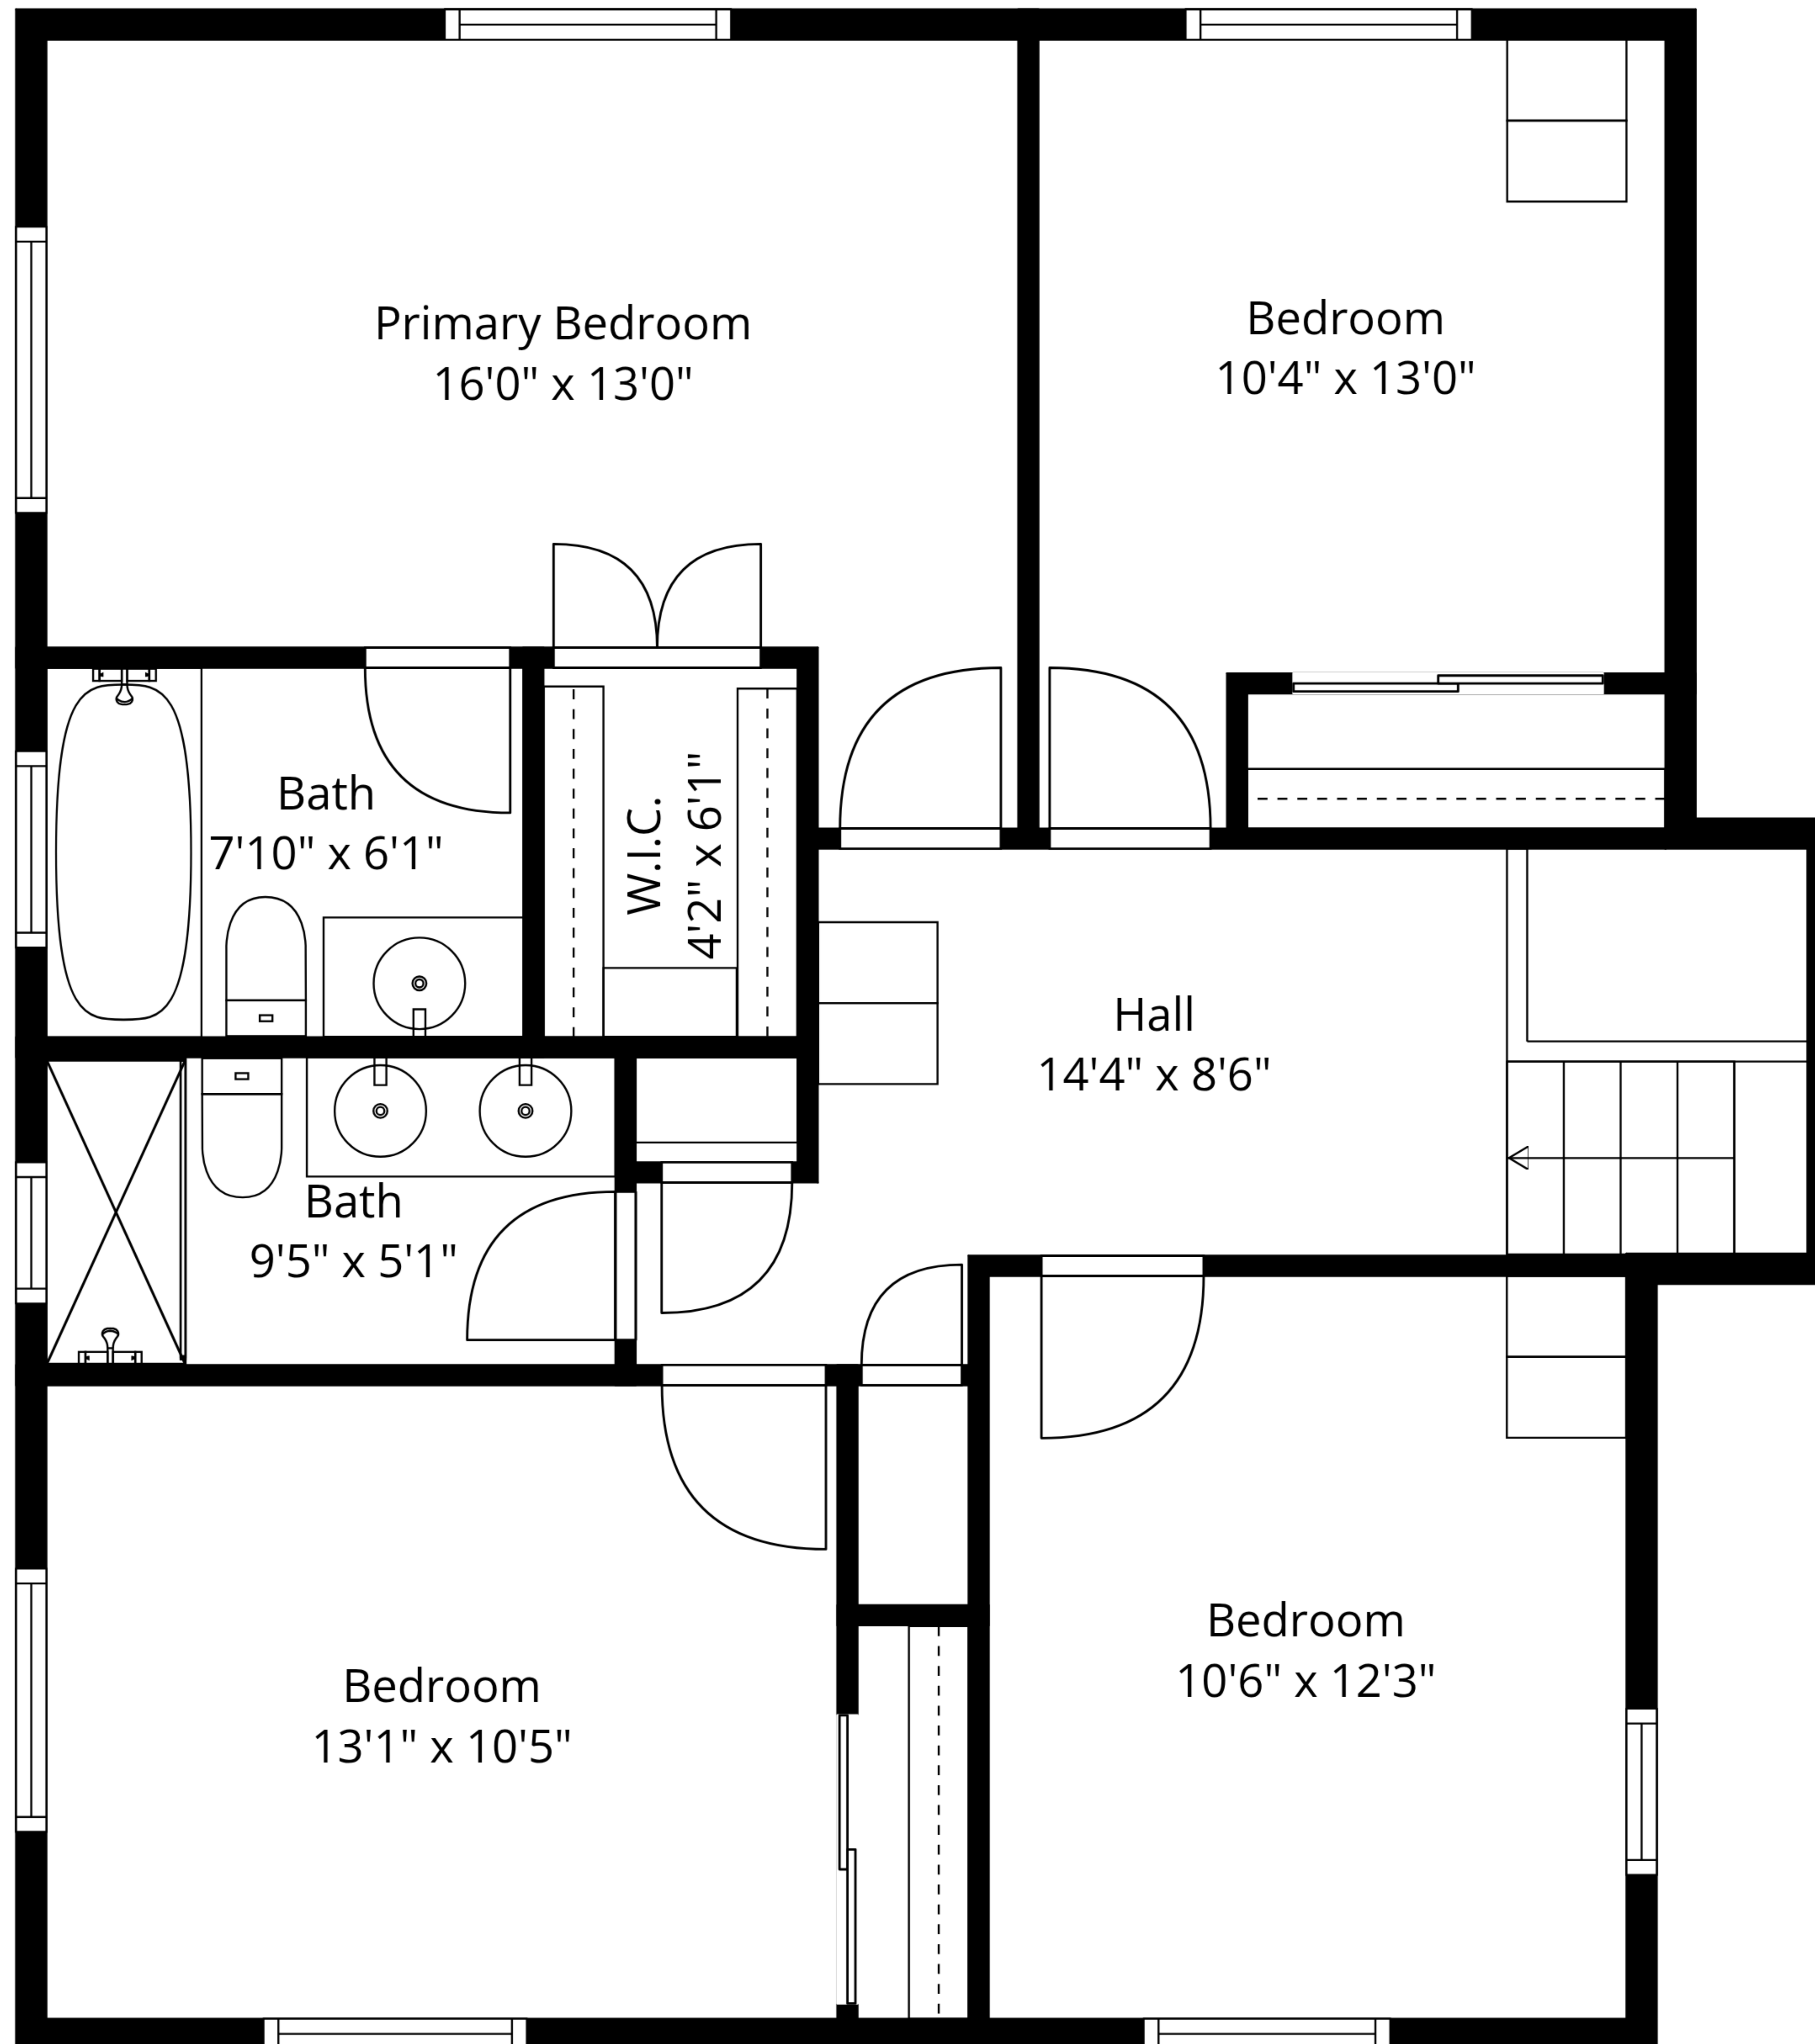 Primary Bedroom
16'0" x 13'0"
Bedroom
10'4" x 13'0"
Bath
7'10" x 6'1"
W.I.C.
4'2" x 6'1"
Hall
14'4" x 8'6"
Bath
9'5" x 5'1"
Bedroom
10'6" x 12'3"
Bedroom
13'1" x 10'5"